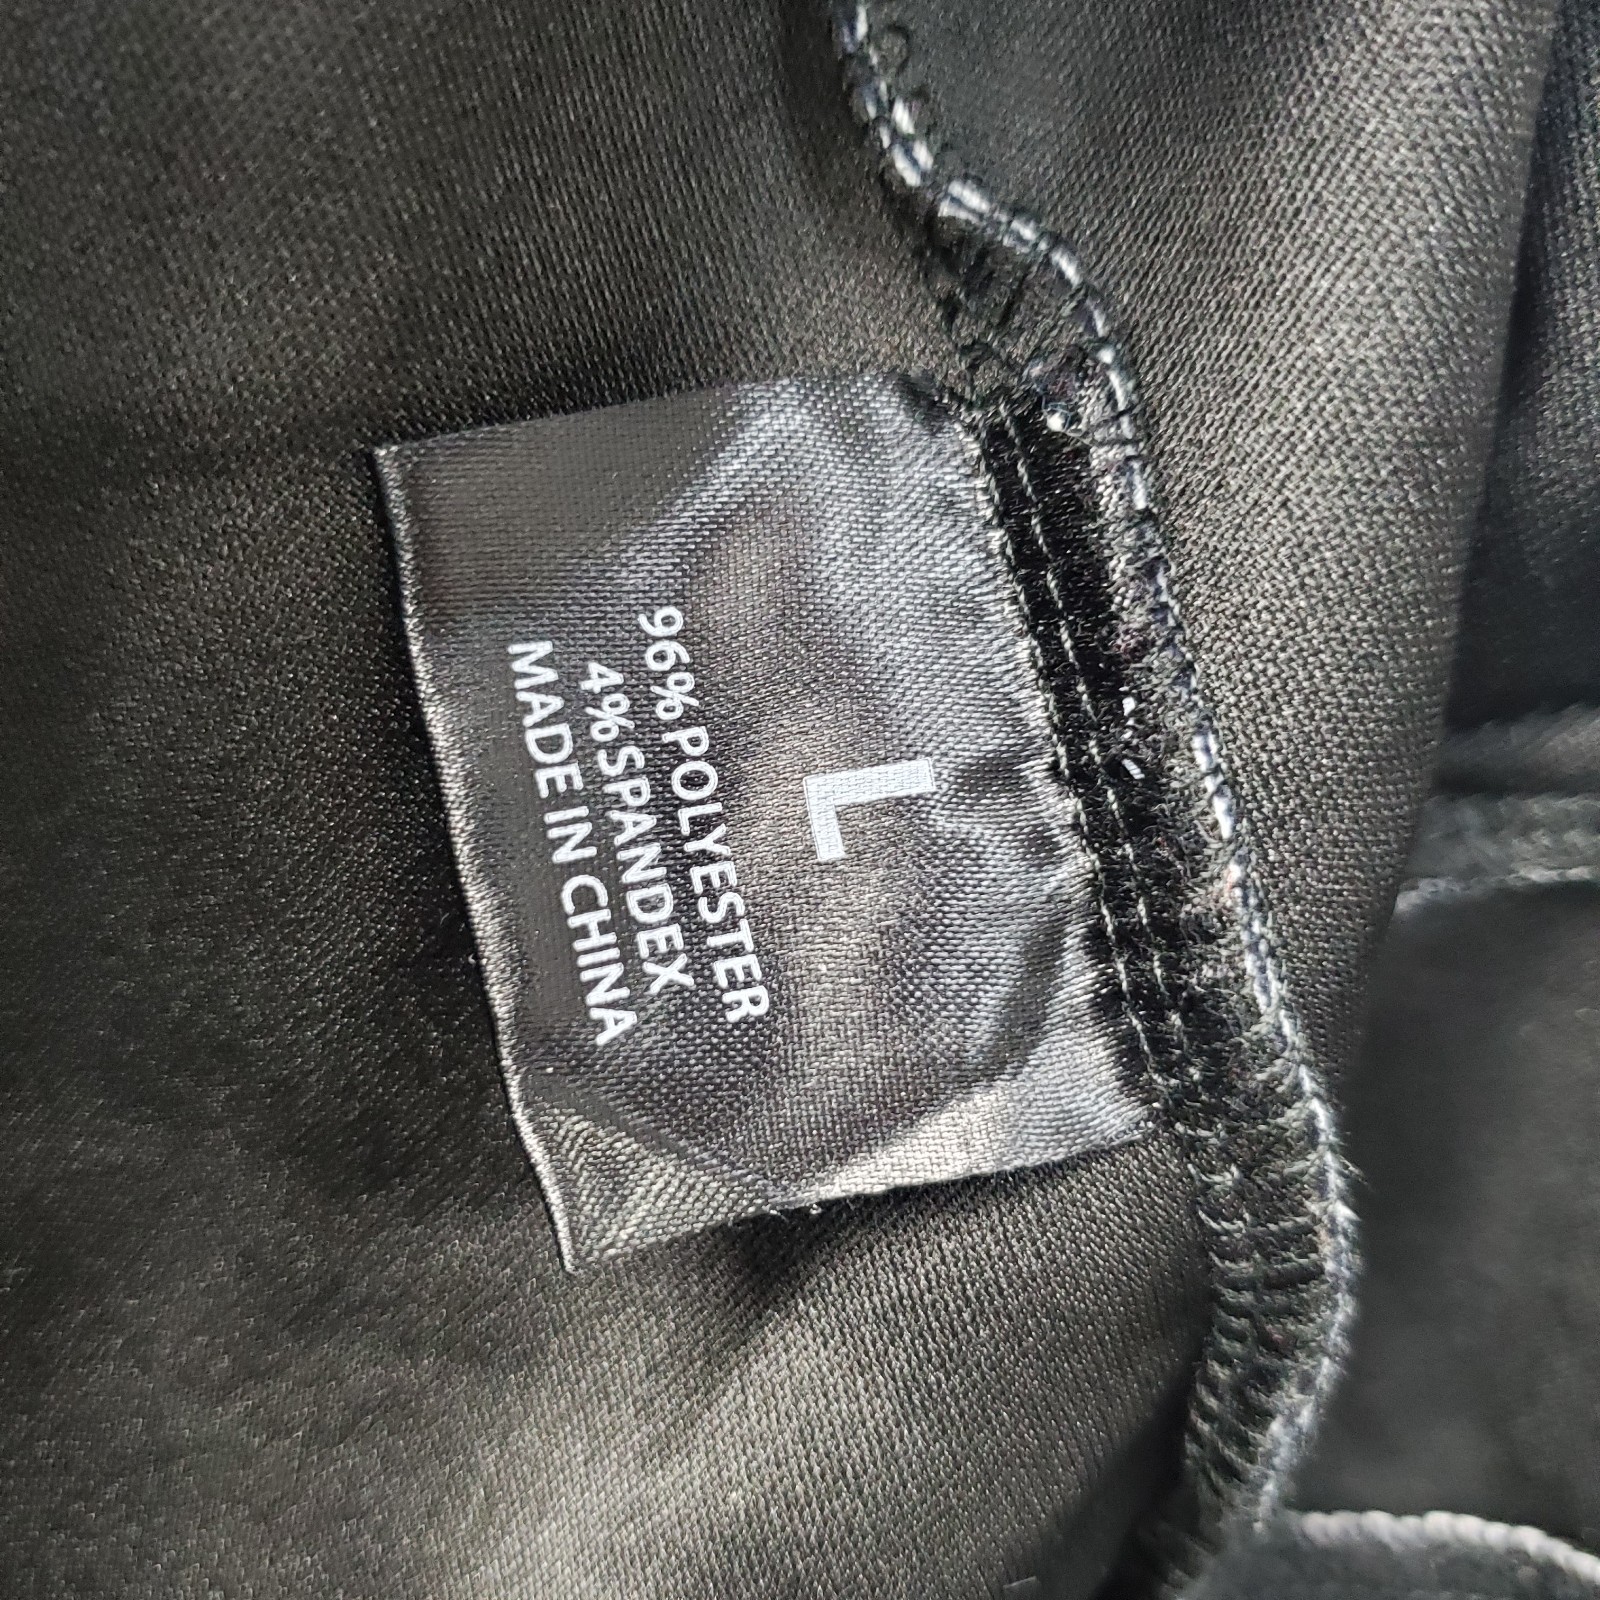 L
96%POLYESTER
4%SPANDEX
MADE IN CHINA